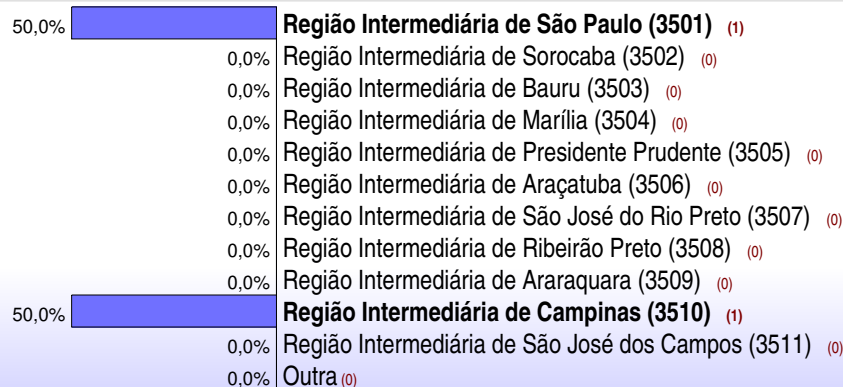 50,0% Região Intermediária de São Paulo (3501) (1)
0,0% Região Intermediária de Sorocaba (3502) (0)
0,0% Região Intermediária de Bauru (3503) (0)
0,0% Região Intermediária de Marília (3504) (0)
0,0% Região Intermediária de Presidente Prudente (3505) (0)
0,0% Região Intermediária de Araçatuba (3506) (0)
0,0% Região Intermediária de São José do Rio Preto (3507) (0)
0,0% Região Intermediária de Ribeirão Preto (3508) (0)
0,0% Região Intermediária de Araraquara (3509) (0)
50,0% Região Intermediária de Campinas (3510) (1)
0,0% Região Intermediária de São José dos Campos (3511) (0)
0,0% Outra (0)